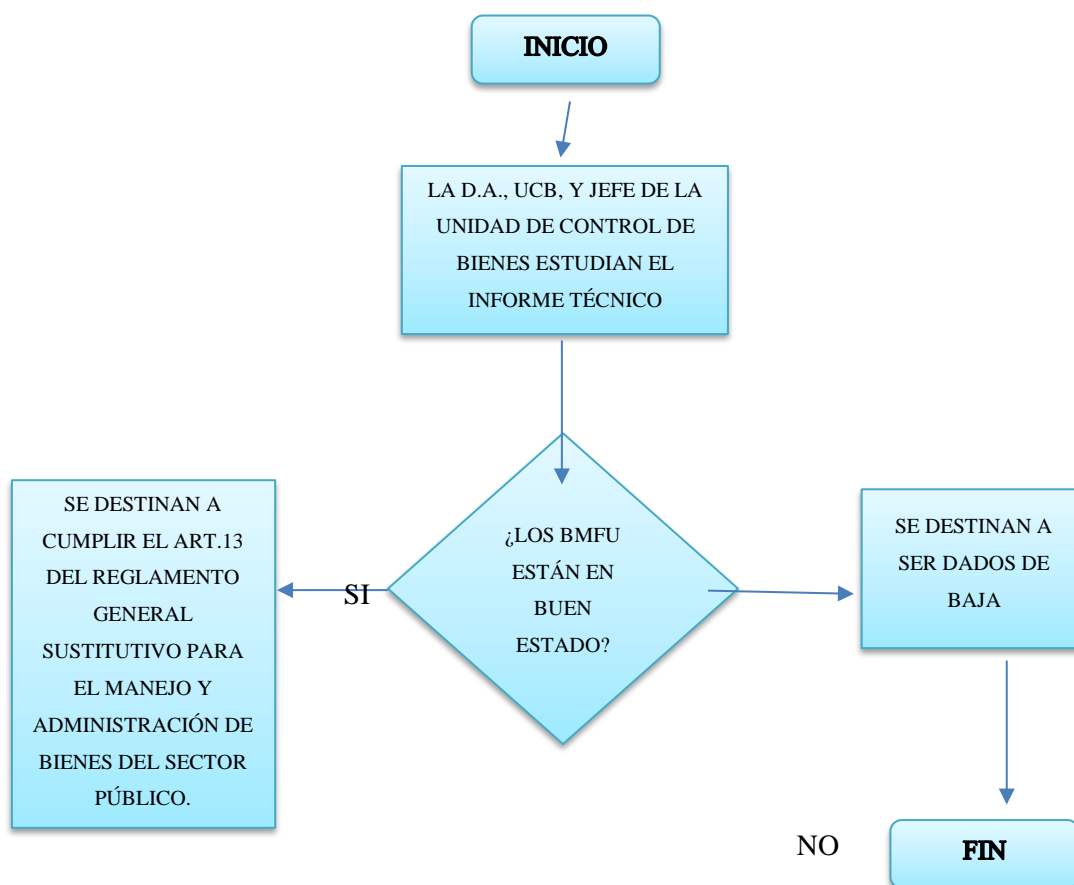 INICIO
LA D.A., UCB, Y JEFE DE LA
UNIDAD DE CONTROL DE
BIENES ESTUDIAN EL
INFORME TÉCNICO
¿LOS BMFU
ESTÁN EN
BUEN
ESTADO?
SI
SE DESTINAN A
CUMPLIR EL ART.13
DEL REGLAMENTO
GENERAL
SUSTITUTIVO PARA
EL MANEJO Y
ADMINISTRACIÓN DE
BIENES DEL SECTOR
PÚBLICO.
SE DESTINAN A
SER DADOS DE
BAJA
NO
FIN